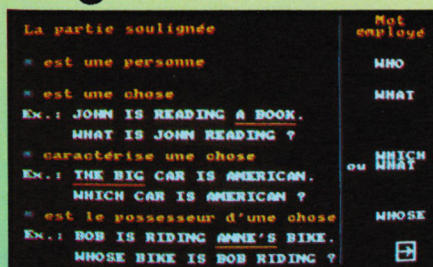 La partie soulignée
Mot employé
* est une personne
WHO
* est une chose
WHAT
Ex.: JOHN IS READING A BOOK.
WHAT IS JOHN READING ?
* caractérise une chose
WHICH
ou WHAT
Ex.: THE BIG CAR IS AMERICAN.
WHICH CAR IS AMERICAN ?
* est le possesseur d'une chose
WHOSE
Ex.: BOB IS RIDING ANNE'S BIKE.
WHOSE BIKE IS BOB RIDING ?